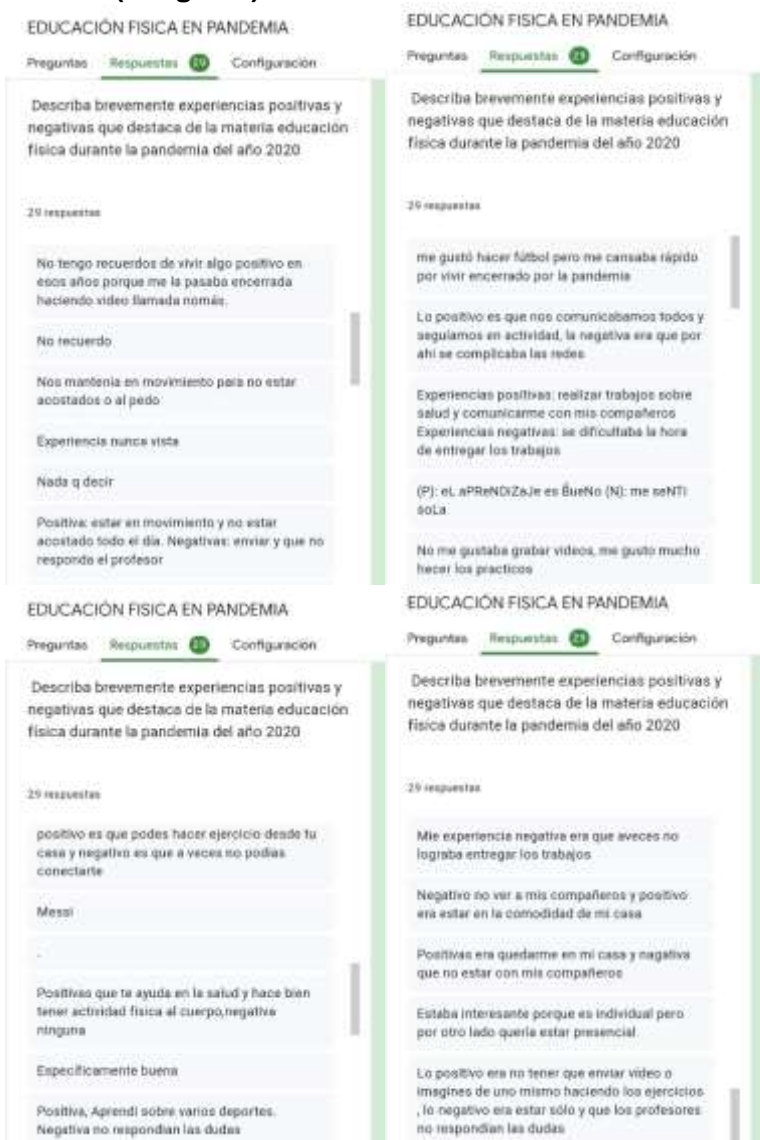 EDUCACIÓN FISICA EN PANDEMIA
Preguntas Respuestas 29 Configuración
Describa brevemente experiencias positivas y
negativas que destaca de la materia educación
física durante la pandemia del año 2020
29 respuestas
No tengo recuerdos de vivir algo positivo en
esos años porque me la pasaba encerrada
haciendo video llamada nomás.
No recuerdo
Nos mantenía en movimiento para no estar
acostados o al pedo
Experiencia nunca vista
Nada q decir
Positiva: estar en movimiento y no estar
acostado todo el día. Negativas: enviar y que no
responda el profesor
EDUCACIÓN FISICA EN PANDEMIA
Preguntas Respuestas 29 Configuración
Describa brevemente experiencias positivas y
negativas que destaca de la materia educación
física durante la pandemia del año 2020
29 respuestas
me gustó hacer fútbol pero me cansaba rápido
por vivir encerrado por la pandemia
Lo positivo es que nos comunicabamos todos y
seguíamos en actividad, la negativa era que por
ahí se complicaba las redes
Experiencias positivas: realizar trabajos sobre
salud y comunicarme con mis compañeros
Experiencias negativas: se dificultaba la hora
de entregar los trabajos
(P): eL aPReNDiZaJe es BueNo (N): me seNTi
soLa
No me gustaba grabar videos, me gusto mucho
hacer los practicos
EDUCACIÓN FISICA EN PANDEMIA
Preguntas Respuestas 29 Configuración
Describa brevemente experiencias positivas y
negativas que destaca de la materia educación
física durante la pandemia del año 2020
29 respuestas
positivo es que podes hacer ejercicio desde tu
casa y negativo es que a veces no podías
conectarte
Messi
.
Positivas que te ayuda en la salud y hace bien
tener actividad física al cuerpo,negativa
ninguna
Específicamente buena
Positiva, Aprendí sobre varios deportes.
Negativa no respondían las dudas
EDUCACIÓN FISICA EN PANDEMIA
Preguntas Respuestas 29 Configuración
Describa brevemente experiencias positivas y
negativas que destaca de la materia educación
física durante la pandemia del año 2020
29 respuestas
Mie experiencia negativa era que aveces no
lograba entregar los trabajos
Negativo no ver a mis compañeros y positivo
era estar en la comodidad de mi casa
Positivas era quedarme en mi casa y nagativa
que no estar con mis compañeros
Estaba interesante porque es individual pero
por otro lado quería estar presencial
Lo positivo era no tener que enviar video o
imagines de uno mismo haciendo los ejercicios
, lo negativo era estar sólo y que los profesores
no respondían las dudas